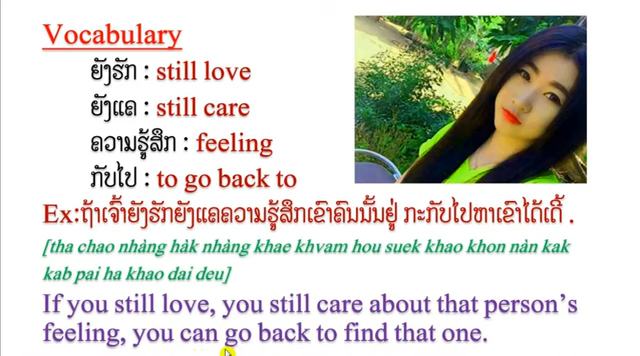 Vocabulary
ຍັງຮັກ : still love
ຍັງແຄ : still care
ຄວາມຮູ້ສຶກ : feeling
ກັບໄປ : to go back to
Ex:ຖ້າເຈົ້າຍັງຮັກຍັງແຄຄວາມຮູ້ສຶກເຂົາຄົນນັ້ນຢູ່ ກະກັບໄປຫາເຂົາໄດ້ເດີ້ .
[tha chao nhàng hàk nhàng khae khvam hou suek khao khon nàn kak
kab pai ha khao dai deu]
If you still love, you still care about that person's
feeling, you can go back to find that one.